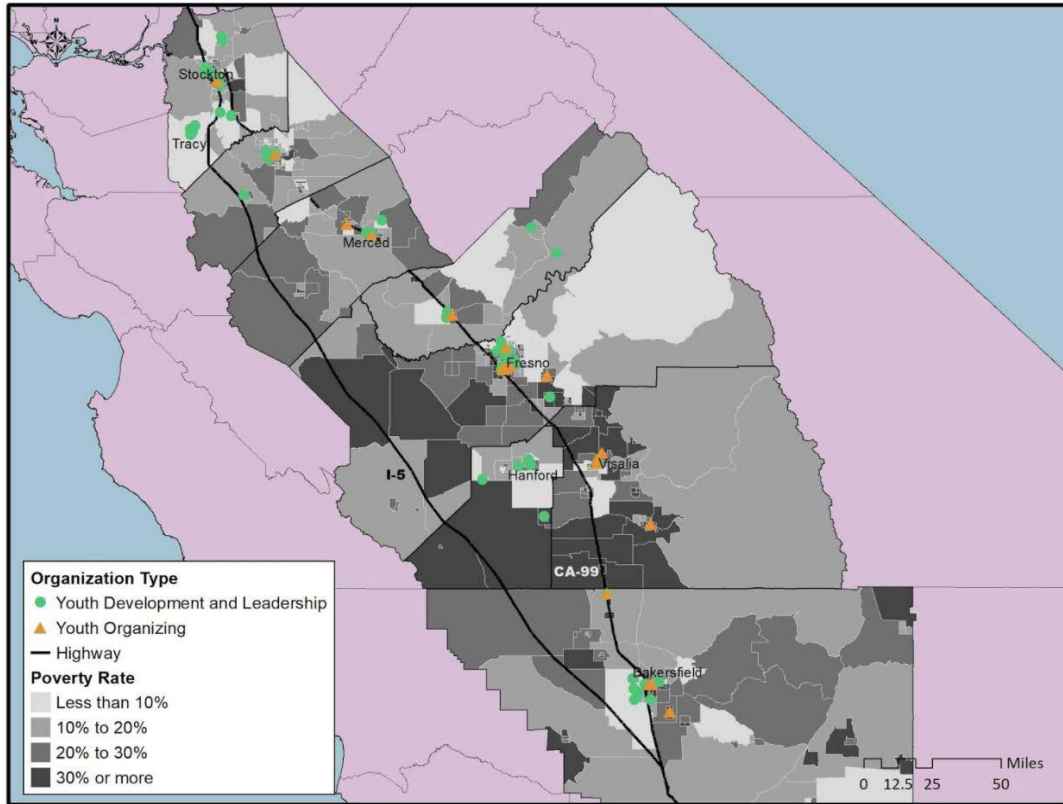 N
W E
S
Stockton
Tracy
Merced
Fresno
Visalia
Hanford
I-5
CA-99
Bakersfield
Organization Type
Youth Development and Leadership
Youth Organizing
Highway
Poverty Rate
Less than 10%
10% to 20%
20% to 30%
30% or more
Miles
0 12.5 25 50